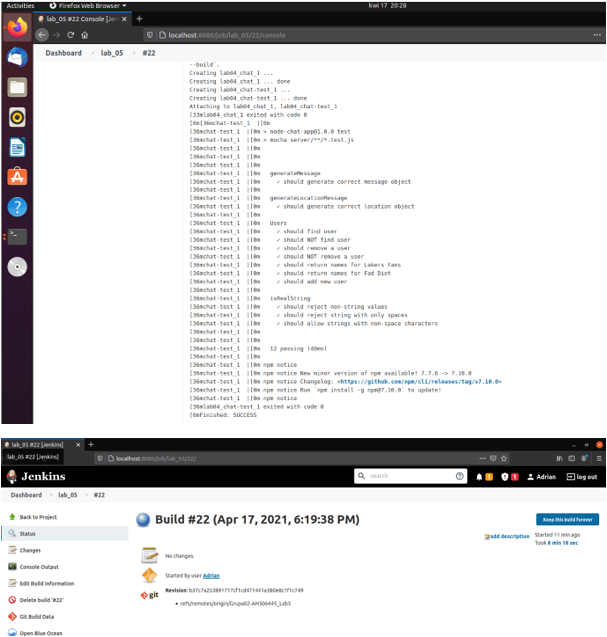 Activities Firefox Web Browser ▾ kwi 17 20:28
lab_05 #22 Console [Jen × +
localhost:8080/job/lab_05/22/console
Dashboard › lab_05 › #22
--build`.
Creating lab04_chat_1 ...
Creating lab04_chat_1 ... done
Creating lab04_chat-test_1 ...
Creating lab04_chat-test_1 ... done
Attaching to lab04_chat_1, lab04_chat-test_1
[33mlab04_chat_1 exited with code 0
[0m[36mchat-test_1 |[0m
[36mchat-test_1 |[0m > node-chat-app@1.0.0 test
[36mchat-test_1 |[0m > mocha server/**/*.test.js
[36mchat-test_1 |[0m
[36mchat-test_1 |[0m
[36mchat-test_1 |[0m generateMessage
[36mchat-test_1 |[0m ✓ should generate correct message object
[36mchat-test_1 |[0m
[36mchat-test_1 |[0m generateLocationMessage
[36mchat-test_1 |[0m ✓ should generate correct location object
[36mchat-test_1 |[0m
[36mchat-test_1 |[0m Users
[36mchat-test_1 |[0m ✓ should find user
[36mchat-test_1 |[0m ✓ should NOT find user
[36mchat-test_1 |[0m ✓ should remove a user
[36mchat-test_1 |[0m ✓ should NOT remove a user
[36mchat-test_1 |[0m ✓ should return names for Lakers Fans
[36mchat-test_1 |[0m ✓ should return names for Fad Diet
[36mchat-test_1 |[0m ✓ should add new user
[36mchat-test_1 |[0m
[36mchat-test_1 |[0m isRealString
[36mchat-test_1 |[0m ✓ should reject non-string values
[36mchat-test_1 |[0m ✓ should reject string with only spaces
[36mchat-test_1 |[0m ✓ should allow strings with non-space characters
[36mchat-test_1 |[0m
[36mchat-test_1 |[0m
[36mchat-test_1 |[0m 12 passing (40ms)
[36mchat-test_1 |[0m
[36mchat-test_1 |[0m npm notice
[36mchat-test_1 |[0m npm notice New minor version of npm available! 7.7.6 -> 7.10.0
[36mchat-test_1 |[0m npm notice Changelog: <https://github.com/npm/cli/releases/tag/v7.10.0>
[36mchat-test_1 |[0m npm notice Run `npm install -g npm@7.10.0` to update!
[36mchat-test_1 |[0m npm notice
[36mlab04_chat-test_1 exited with code 0
[0mFinished: SUCCESS
lab_05 #22 [Jenkins] × +
lab_05 #22 [Jenkins] localhost:8080/job/lab_05/22/
Jenkins search 1 1 Adrian log out
Dashboard › lab_05 › #22
Back to Project
Status
Changes
Console Output
Edit Build Information
Delete build '#22'
Git Build Data
Open Blue Ocean
Build #22 (Apr 17, 2021, 6:19:38 PM)
Keep this build forever
add description
Started 11 min ago
Took 8 min 18 sec
No changes.
Started by user Adrian
git Revision: b37c7a253891717cf1cd471441a380e8c1f1c749
• refs/remotes/origin/Grupa02-AH306445_Lab5